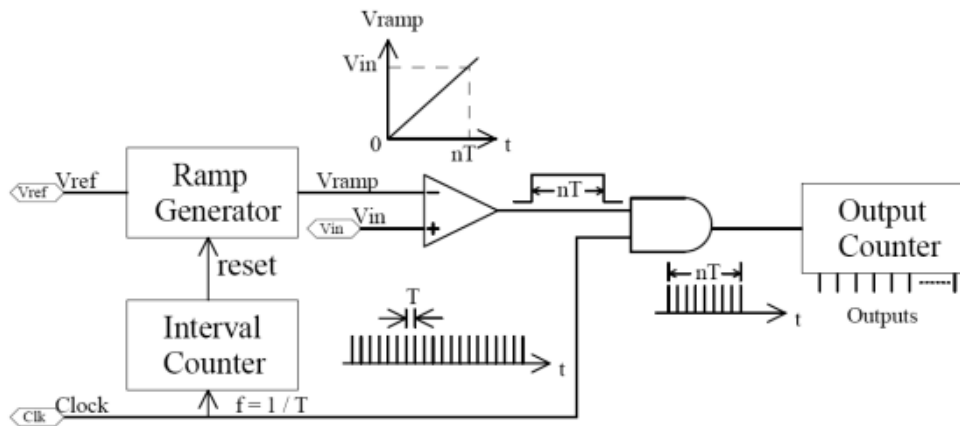 Vramp
Vin
0
nT
t
Vref
Vref
Ramp
Generator
Vramp
Vin
Vin
−
+
nT
Output
Counter
Outputs
reset
nT
t
Interval
Counter
T
t
Clk
Clock
f = 1 / T